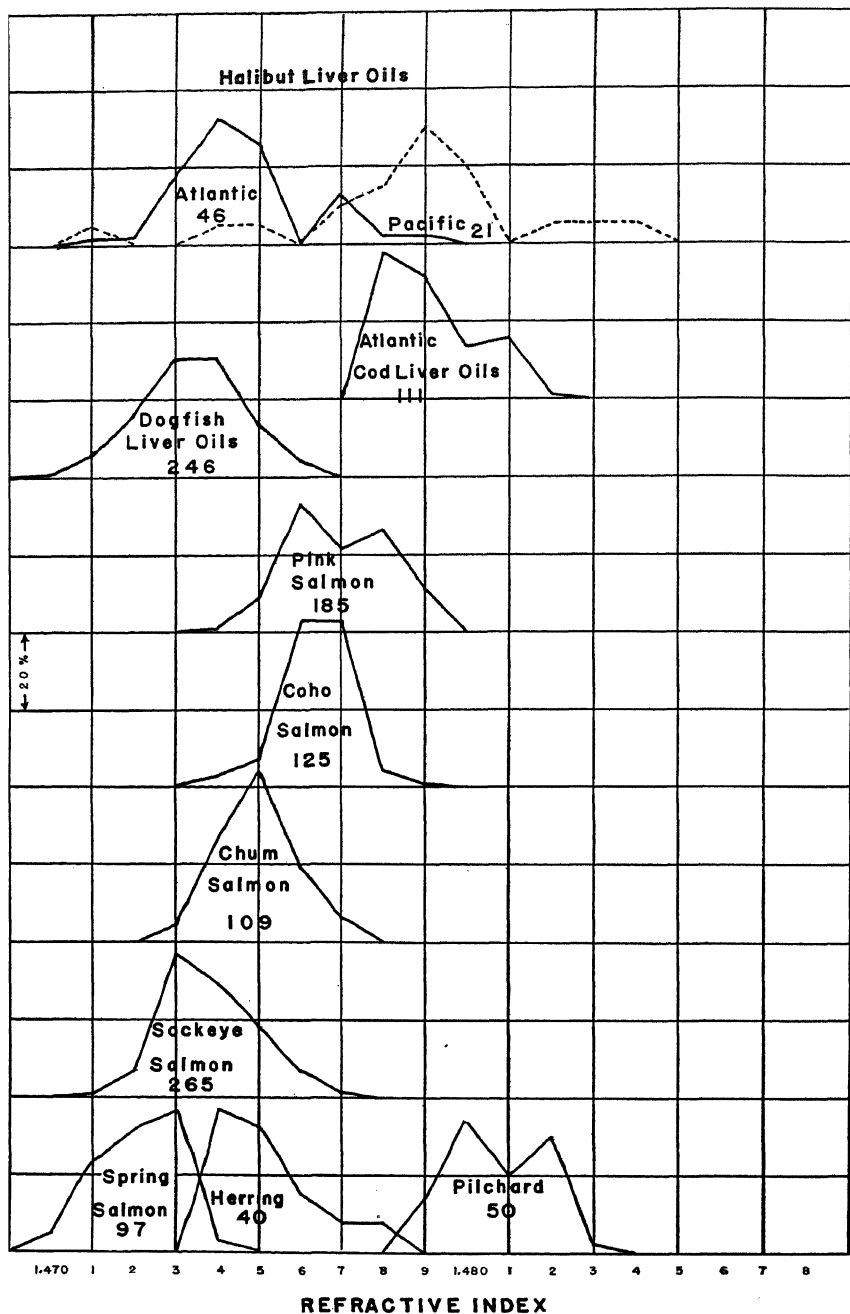 Halibut Liver Oils
Atlantic
46
Pacific 21
Atlantic
Cod Liver Oils
111
Dogfish
Liver Oils
246
Pink
Salmon
185
20%
Coho
Salmon
125
Chum
Salmon
109
Sockeye
Salmon
265
Spring
Salmon
97
Herring
40
Pilchard
50
1.470 1 2 3 4 5 6 7 8 9 1.480 1 2 3 4 5 6 7 8
REFRACTIVE INDEX